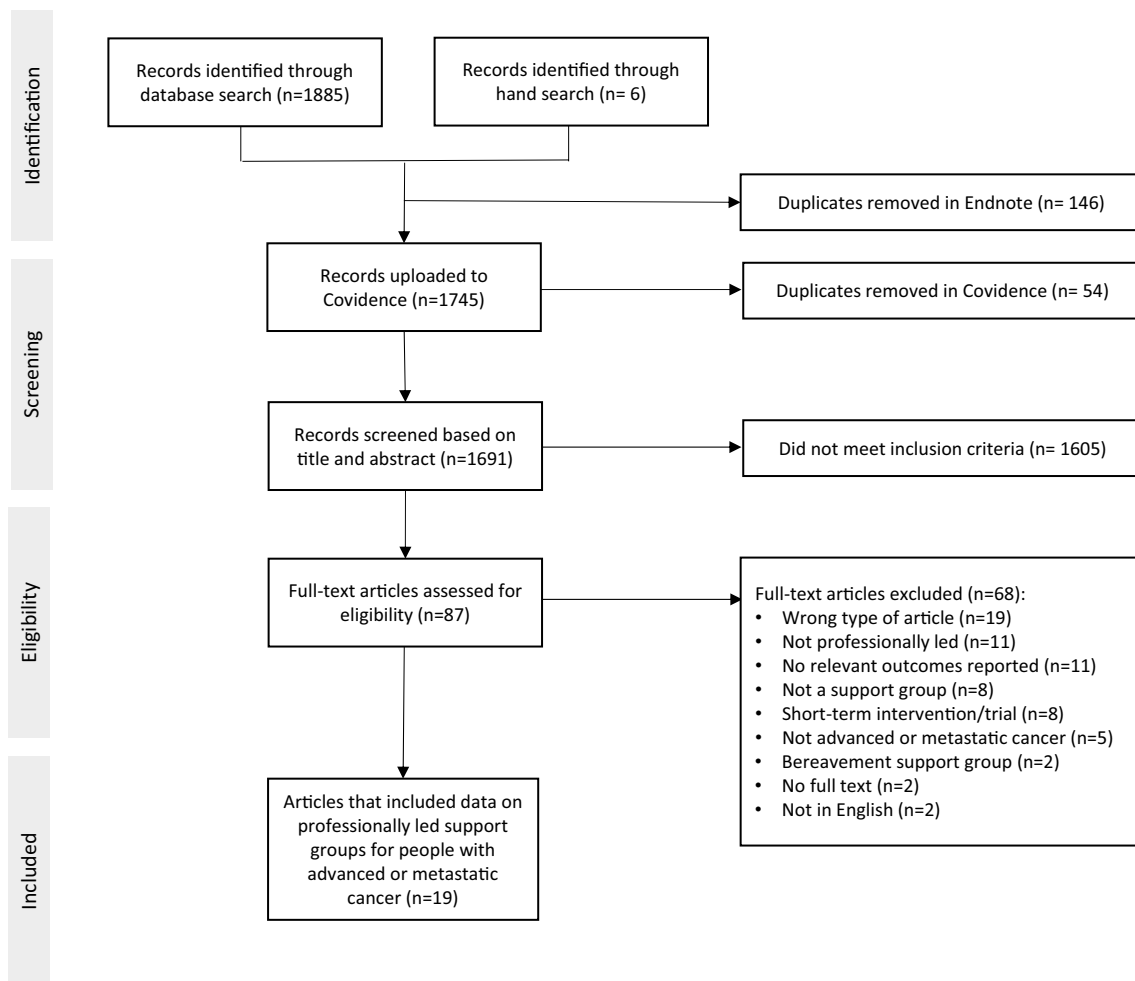 Identification
Records identified through
database search (n=1885)
Records identified through
hand search (n= 6)
Duplicates removed in Endnote (n= 146)
Screening
Records uploaded to
Covidence (n=1745)
Duplicates removed in Covidence (n= 54)
Records screened based on
title and abstract (n=1691)
Did not meet inclusion criteria (n= 1605)
Eligibility
Full-text articles assessed for
eligibility (n=87)
Full-text articles excluded (n=68):
• Wrong type of article (n=19)
• Not professionally led (n=11)
• No relevant outcomes reported (n=11)
• Not a support group (n=8)
• Short-term intervention/trial (n=8)
• Not advanced or metastatic cancer (n=5)
• Bereavement support group (n=2)
• No full text (n=2)
• Not in English (n=2)
Included
Articles that included data on
professionally led support
groups for people with
advanced or metastatic
cancer (n=19)